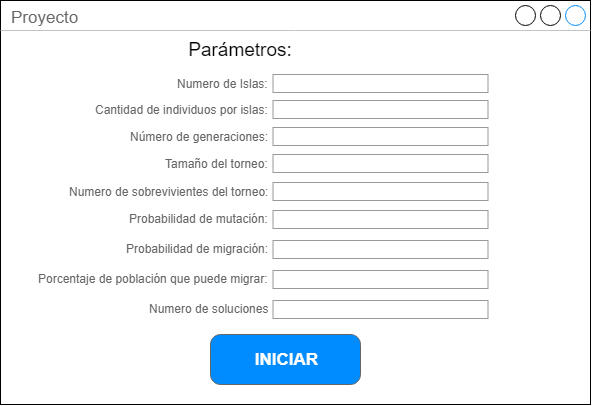 Proyecto
Parámetros:
Numero de Islas:
Cantidad de individuos por islas:
Número de generaciones:
Tamaño del torneo:
Numero de sobrevivientes del torneo:
Probabilidad de mutación:
Probabilidad de migración:
Porcentaje de población que puede migrar:
Numero de soluciones
INICIAR